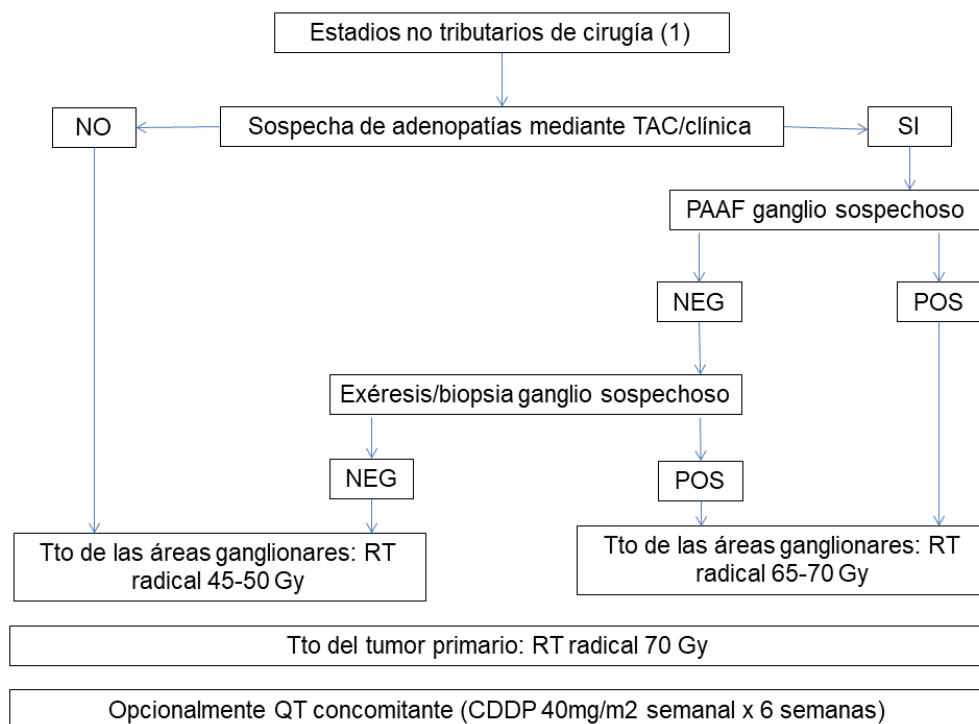 Estadios no tributarios de cirugía (1)
NO
Sospecha de adenopatías mediante TAC/clínica
SI
PAAF ganglio sospechoso
NEG
POS
Exéresis/biopsia ganglio sospechoso
NEG
POS
Tto de las áreas ganglionares: RT
radical 45-50 Gy
Tto de las áreas ganglionares: RT
radical 65-70 Gy
Tto del tumor primario: RT radical 70 Gy
Opcionalmente QT concomitante (CDDP 40mg/m2 semanal x 6 semanas)